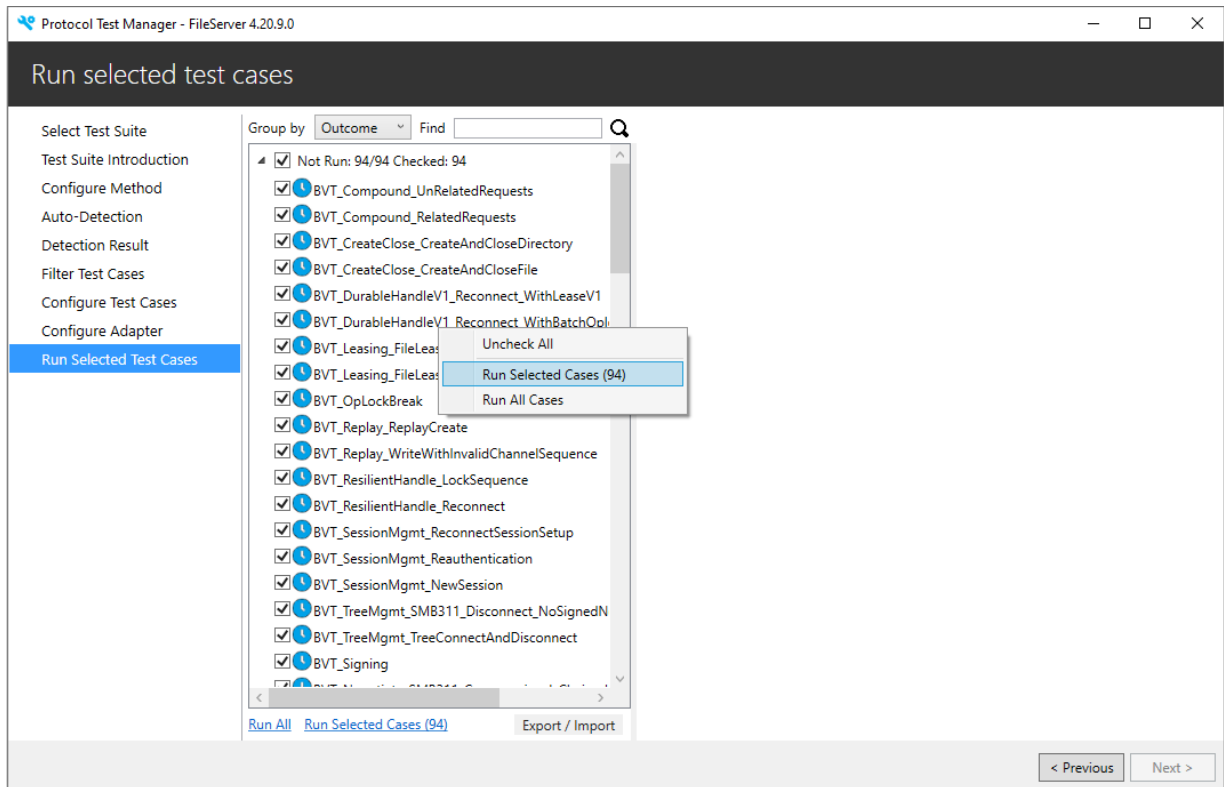 Protocol Test Manager - FileServer 4.20.9.0
Run selected test cases
Select Test Suite
Test Suite Introduction
Configure Method
Auto-Detection
Detection Result
Filter Test Cases
Configure Test Cases
Configure Adapter
Run Selected Test Cases
Group by Outcome Find
Not Run: 94/94 Checked: 94
BVT_Compound_UnRelatedRequests
BVT_Compound_RelatedRequests
BVT_CreateClose_CreateAndCloseDirectory
BVT_CreateClose_CreateAndCloseFile
BVT_DurableHandleV1_Reconnect_WithLeaseV1
BVT_DurableHandleV1_Reconnect_WithBatchOpl
BVT_Leasing_FileLeas
BVT_Leasing_FileLeas
BVT_OpLockBreak
BVT_Replay_ReplayCreate
BVT_Replay_WriteWithInvalidChannelSequence
BVT_ResilientHandle_LockSequence
BVT_ResilientHandle_Reconnect
BVT_SessionMgmt_ReconnectSessionSetup
BVT_SessionMgmt_Reauthentication
BVT_SessionMgmt_NewSession
BVT_TreeMgmt_SMB311_Disconnect_NoSignedN
BVT_TreeMgmt_TreeConnectAndDisconnect
BVT_Signing
Uncheck All
Run Selected Cases (94)
Run All Cases
Run All Run Selected Cases (94) Export / Import
< Previous Next >